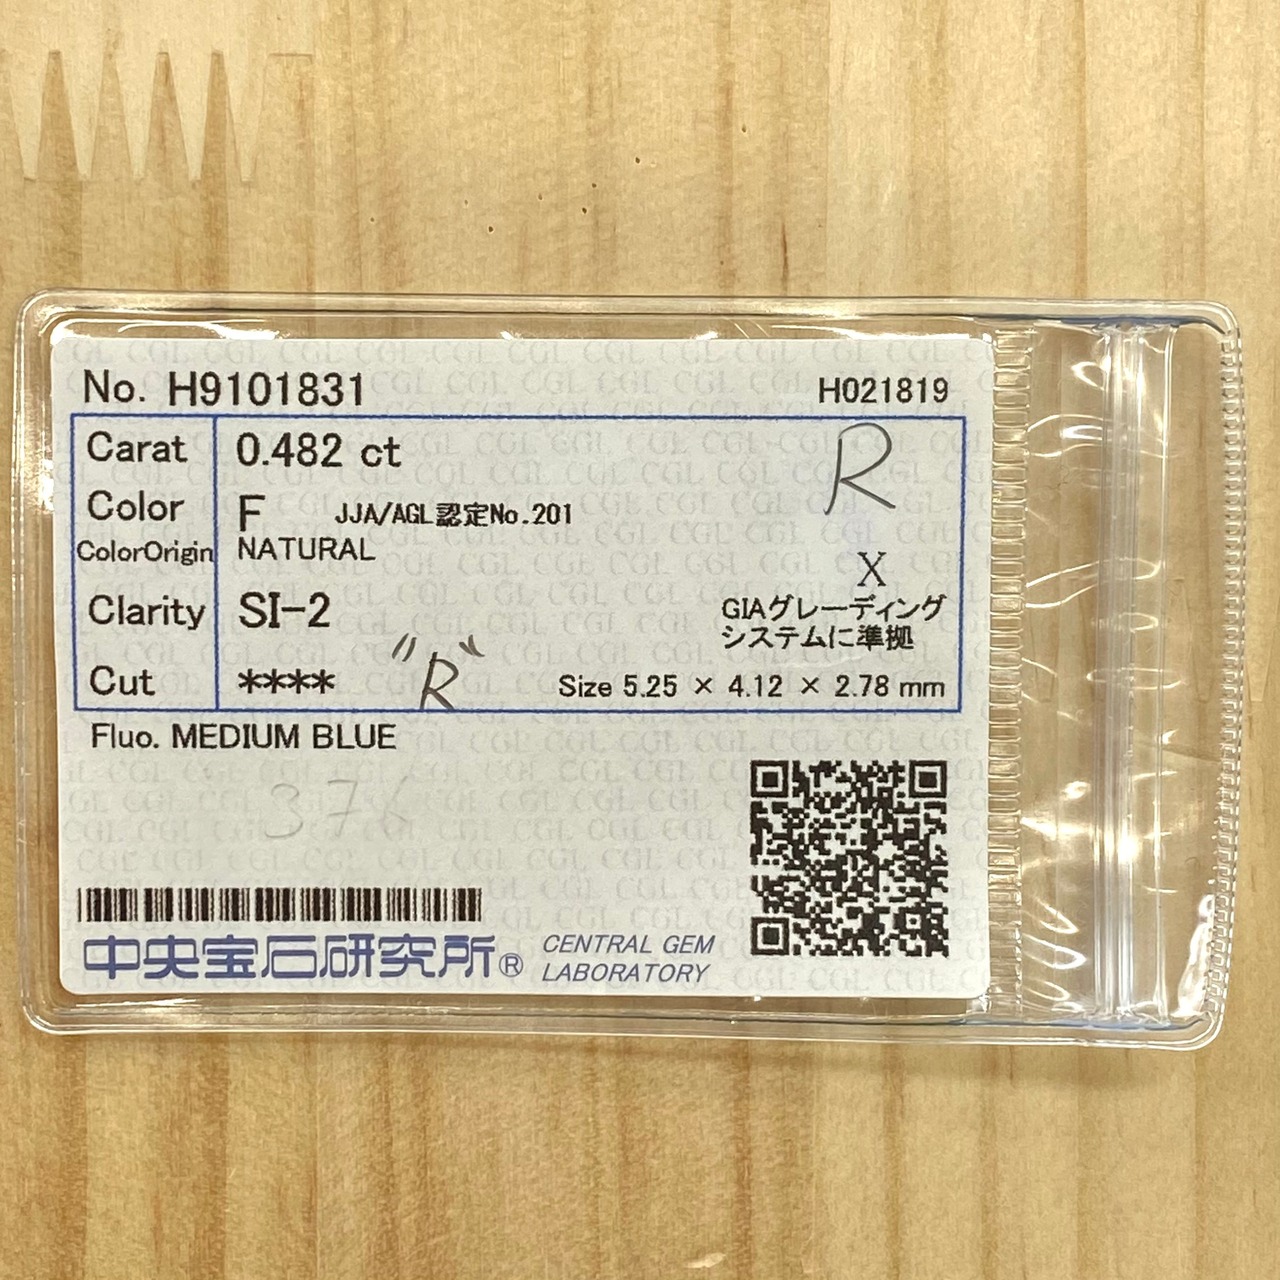 No. H9101831 H021819
Carat 0.482 ct R
Color F JJA/AGL認定No.201
ColorOrigin NATURAL
X
Clarity SI-2 GIAグレーディング
システムに準拠
Cut **** "R" Size 5.25 × 4.12 × 2.78 mm
Fluo. MEDIUM BLUE
376
中央宝石研究所® CENTRAL GEM
LABORATORY